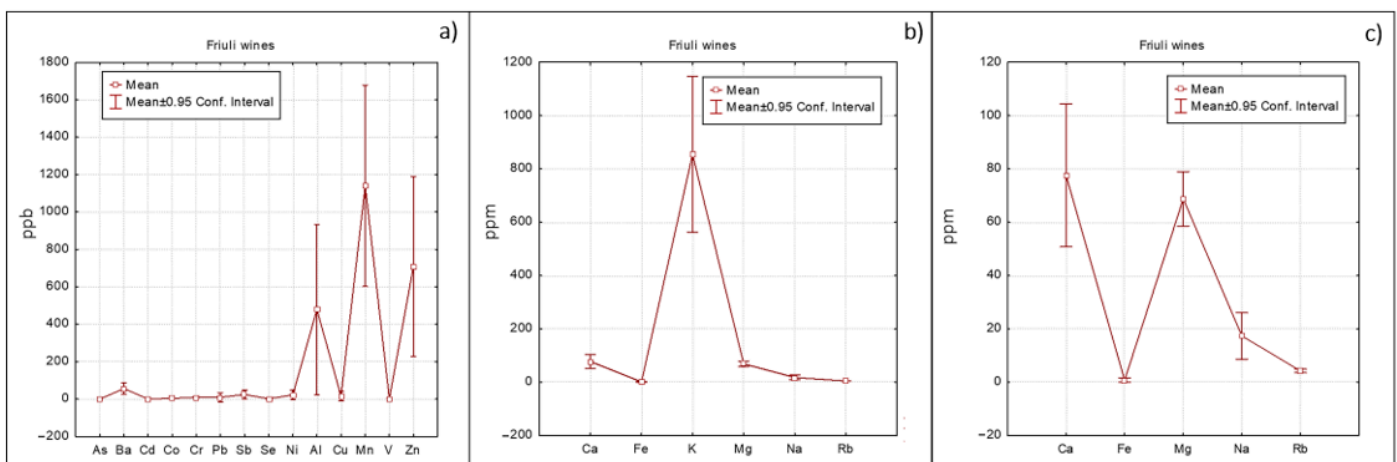 a)
Friuli wines
Mean
Mean±0.95 Conf. Interval
1800
1600
1400
1200
1000
800
600
400
200
0
−200
ppb
As Ba Cd Co Cr Pb Sb Se Ni Al Cu Mn V Zn
b)
Friuli wines
Mean
Mean±0.95 Conf. Interval
1200
1000
800
600
400
200
0
−200
ppm
Ca Fe K Mg Na Rb
c)
Friuli wines
Mean
Mean±0.95 Conf. Interval
120
100
80
60
40
20
0
−20
ppm
Ca Fe Mg Na Rb